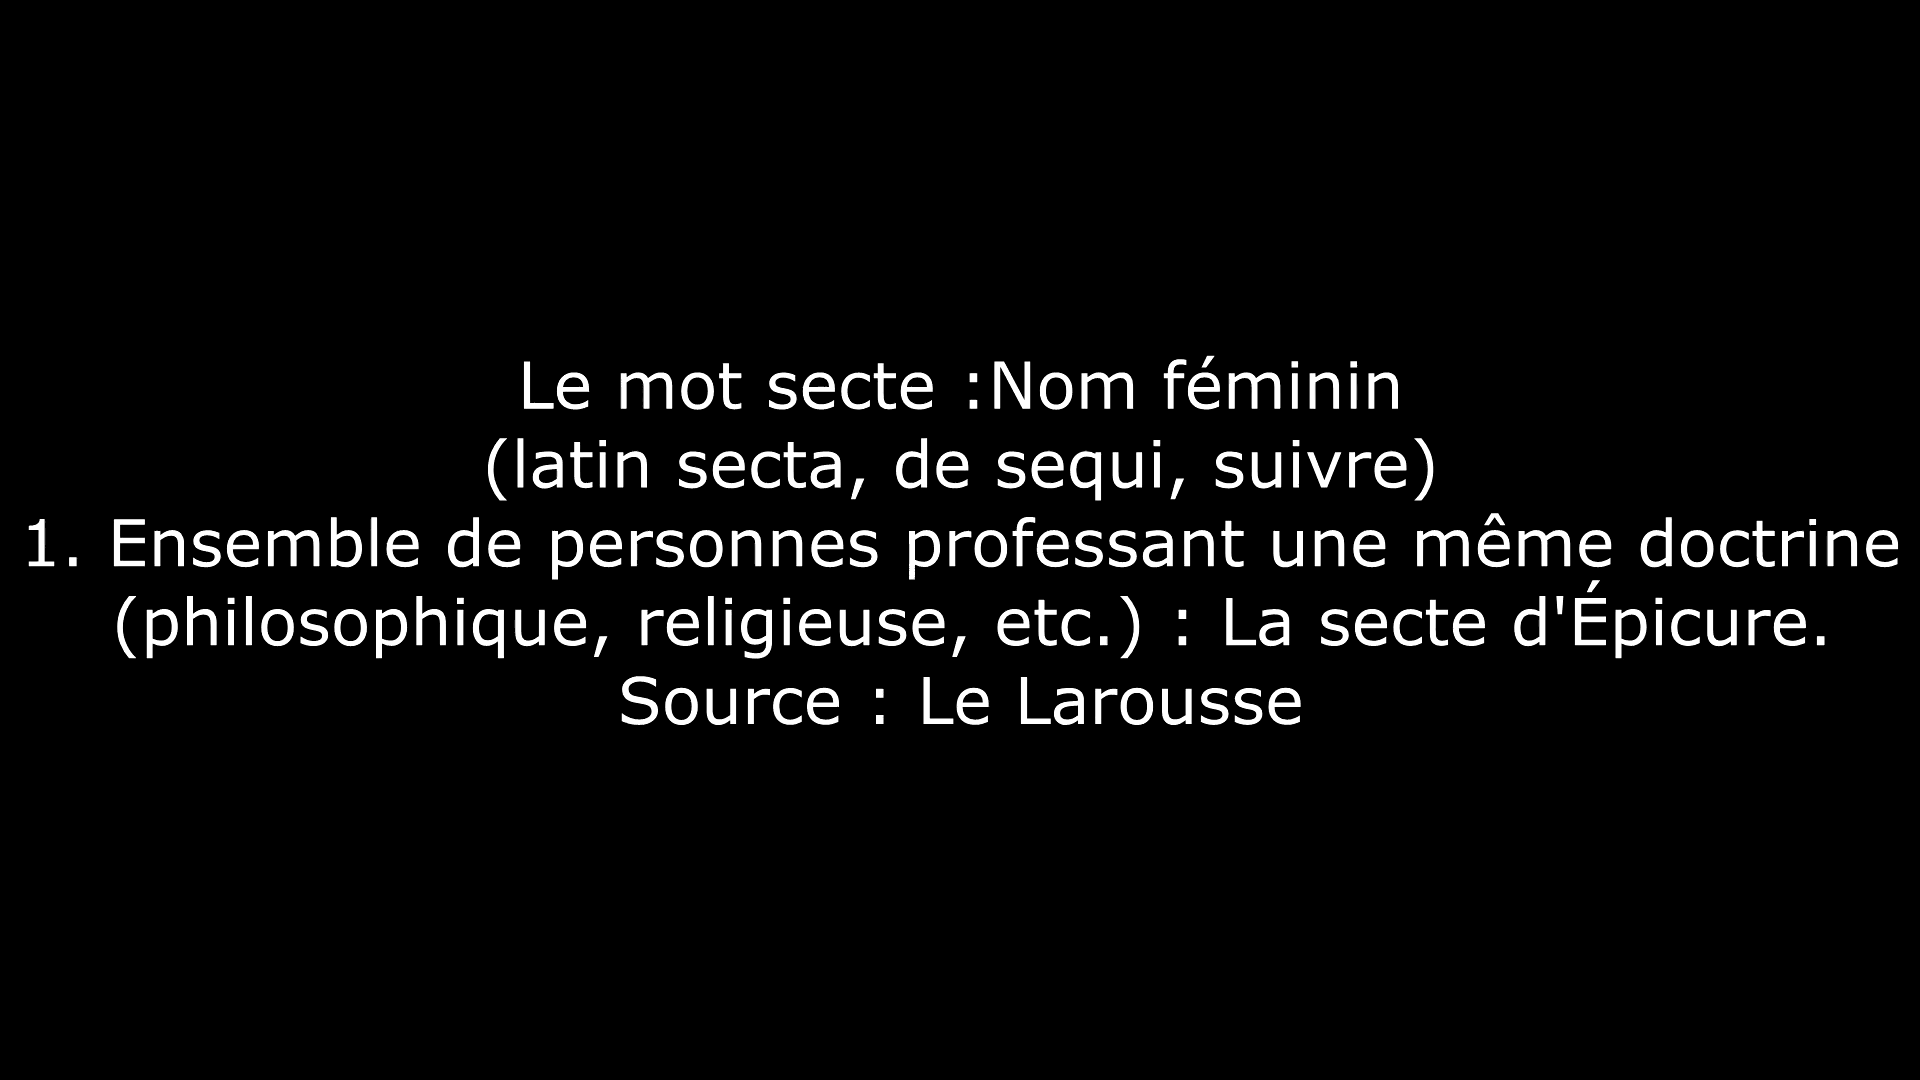 Le mot secte :Nom féminin
(latin secta, de sequi, suivre)
1. Ensemble de personnes professant une même doctrine
(philosophique, religieuse, etc.) : La secte d'Épicure.
Source : Le Larousse